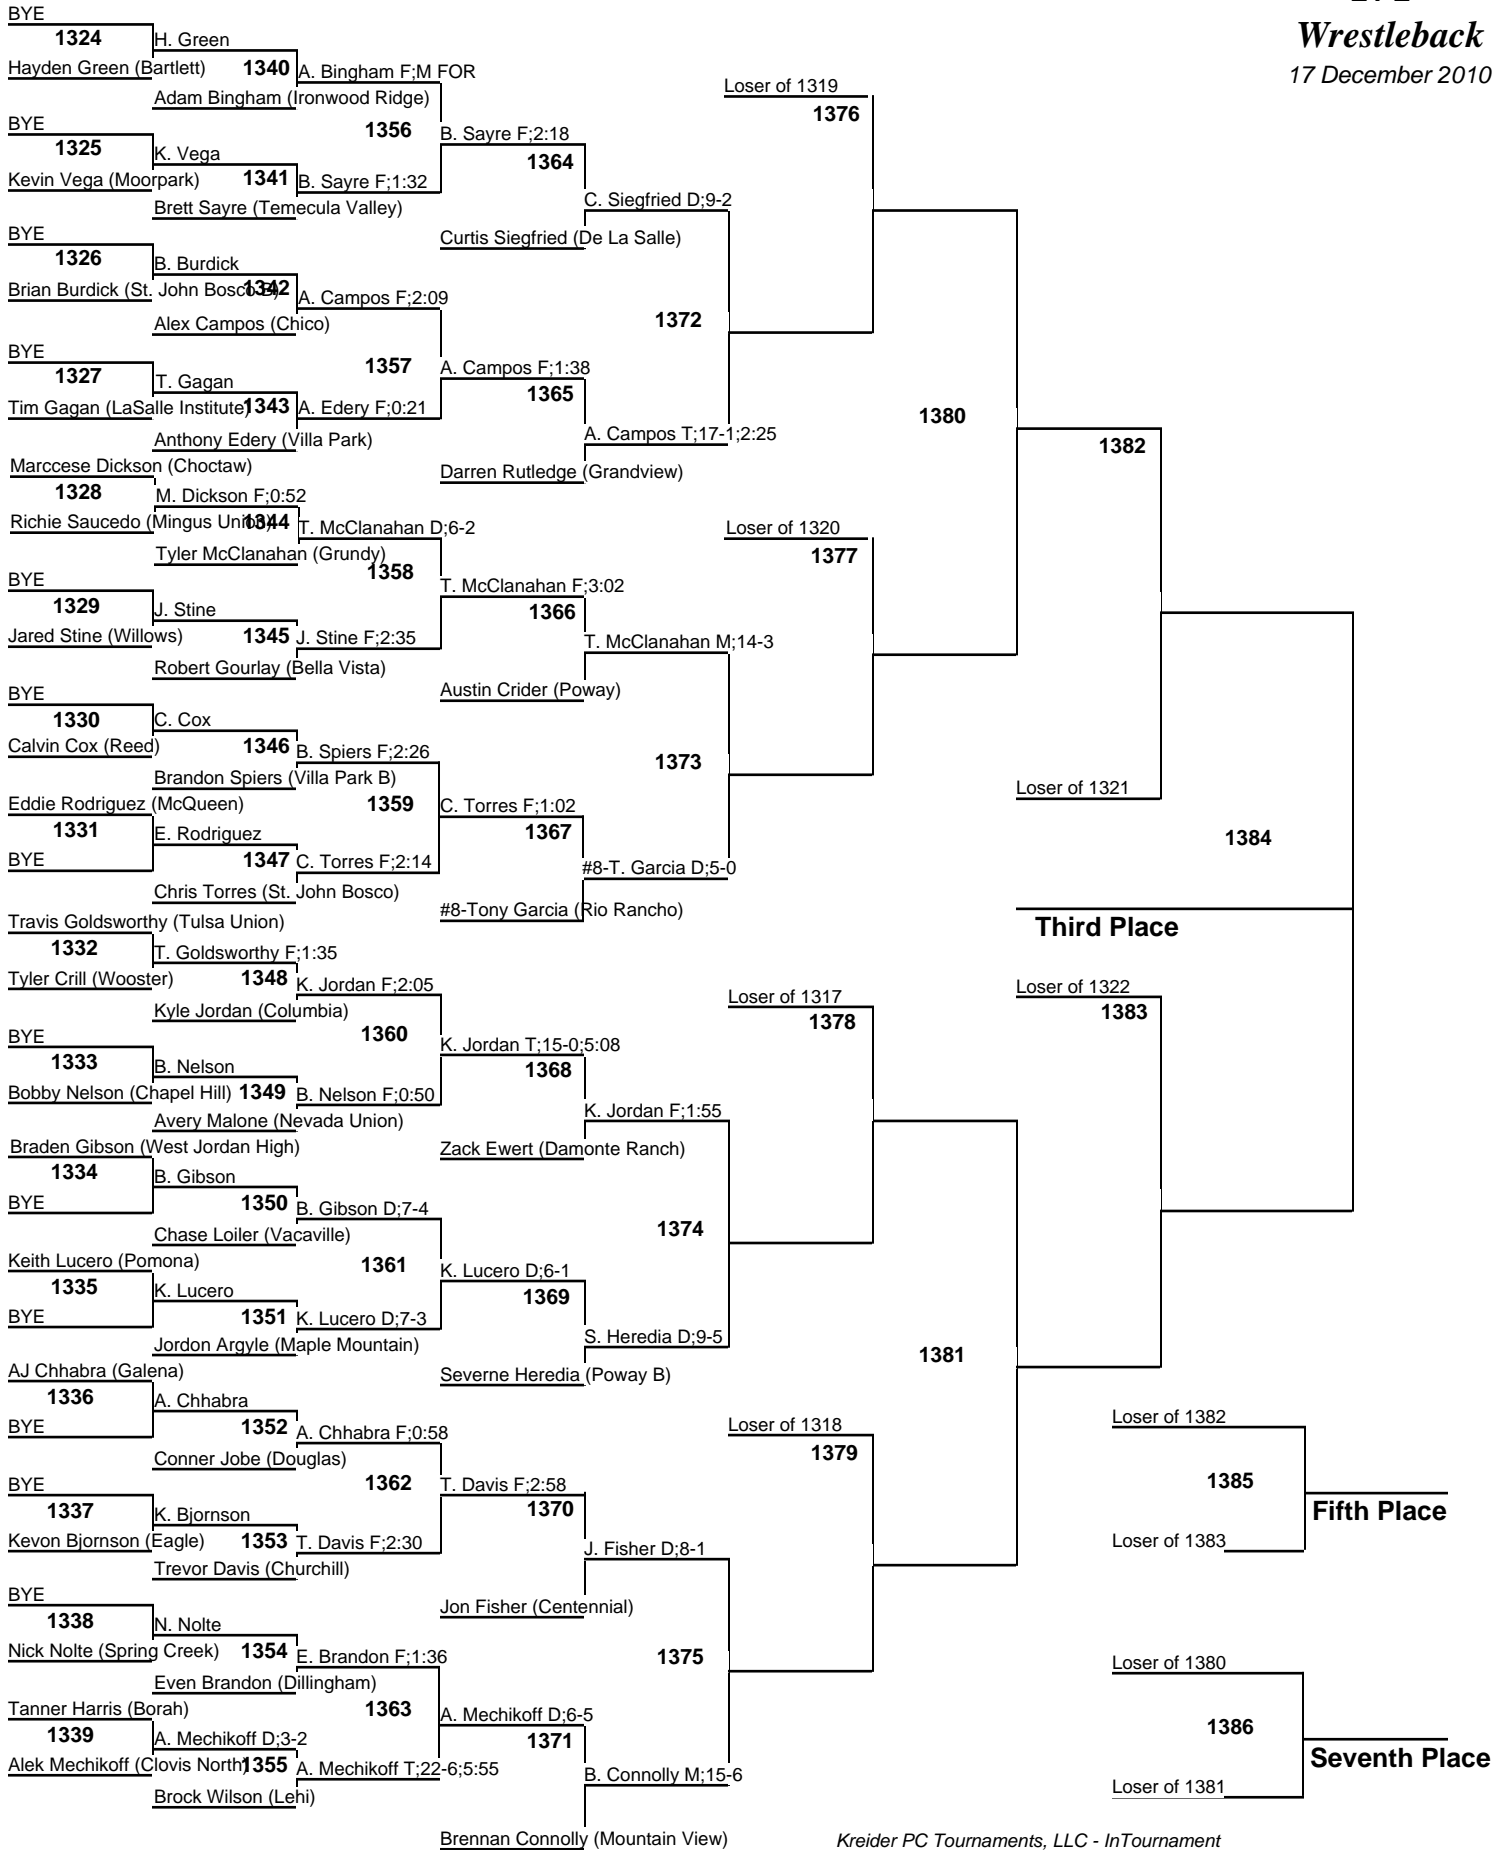 Wrestleback
17 December 2010
BYE
1324
H. Green
Hayden Green (Bartlett)
1340
A. Bingham F;M FOR
Adam Bingham (Ironwood Ridge)
Loser of 1319
1376
BYE
1356
B. Sayre F;2:18
1325
K. Vega
1364
Kevin Vega (Moorpark)
1341
B. Sayre F;1:32
Brett Sayre (Temecula Valley)
C. Siegfried D;9-2
BYE
Curtis Siegfried (De La Salle)
1326
B. Burdick
Brian Burdick (St. John Bosco B)
1342
A. Campos F;2:09
Alex Campos (Chico)
1372
BYE
1357
A. Campos F;1:38
1327
T. Gagan
1365
Tim Gagan (LaSalle Institute)
1343
A. Edery F;0:21
1380
Anthony Edery (Villa Park)
A. Campos T;17-1;2:25
1382
Marccese Dickson (Choctaw)
Darren Rutledge (Grandview)
1328
M. Dickson F;0:52
Richie Saucedo (Mingus Union)
1344
T. McClanahan D;6-2
Loser of 1320
Tyler McClanahan (Grundy)
1377
1358
BYE
T. McClanahan F;3:02
1329
J. Stine
1366
Jared Stine (Willows)
1345
J. Stine F;2:35
T. McClanahan M;14-3
Robert Gourlay (Bella Vista)
BYE
Austin Crider (Poway)
1330
C. Cox
Calvin Cox (Reed)
1346
B. Spiers F;2:26
1373
Brandon Spiers (Villa Park B)
Loser of 1321
Eddie Rodriguez (McQueen)
1359
C. Torres F;1:02
1331
E. Rodriguez
1367
1384
BYE
1347
C. Torres F;2:14
#8-T. Garcia D;5-0
Chris Torres (St. John Bosco)
#8-Tony Garcia (Rio Rancho)
Travis Goldsworthy (Tulsa Union)
Third Place
1332
T. Goldsworthy F;1:35
Tyler Crill (Wooster)
1348
K. Jordan F;2:05
Loser of 1317
Loser of 1322
Kyle Jordan (Columbia)
1378
1383
BYE
1360
K. Jordan T;15-0;5:08
1333
B. Nelson
1368
Bobby Nelson (Chapel Hill)
1349
B. Nelson F;0:50
K. Jordan F;1:55
Avery Malone (Nevada Union)
Braden Gibson (West Jordan High)
Zack Ewert (Damonte Ranch)
1334
B. Gibson
BYE
1350
B. Gibson D;7-4
1374
Chase Loiler (Vacaville)
Keith Lucero (Pomona)
1361
K. Lucero D;6-1
1335
K. Lucero
1369
BYE
1351
K. Lucero D;7-3
S. Heredia D;9-5
1381
Jordon Argyle (Maple Mountain)
AJ Chhabra (Galena)
Severne Heredia (Poway B)
1336
A. Chhabra
Loser of 1318
Loser of 1382
BYE
1352
A. Chhabra F;0:58
1379
Conner Jobe (Douglas)
BYE
1362
T. Davis F;2:58
1385
1337
K. Bjornson
1370
Fifth Place
Kevon Bjornson (Eagle)
1353
T. Davis F;2:30
J. Fisher D;8-1
Loser of 1383
Trevor Davis (Churchill)
BYE
Jon Fisher (Centennial)
1338
N. Nolte
Nick Nolte (Spring Creek)
1354
E. Brandon F;1:36
1375
Loser of 1380
Even Brandon (Dillingham)
Tanner Harris (Borah)
1363
A. Mechikoff D;6-5
1386
1339
A. Mechikoff D;3-2
1371
Seventh Place
Alek Mechikoff (Clovis North)
1355
A. Mechikoff T;22-6;5:55
B. Connolly M;15-6
Loser of 1381
Brock Wilson (Lehi)
Brennan Connolly (Mountain View)
Kreider PC Tournaments, LLC - InTournament